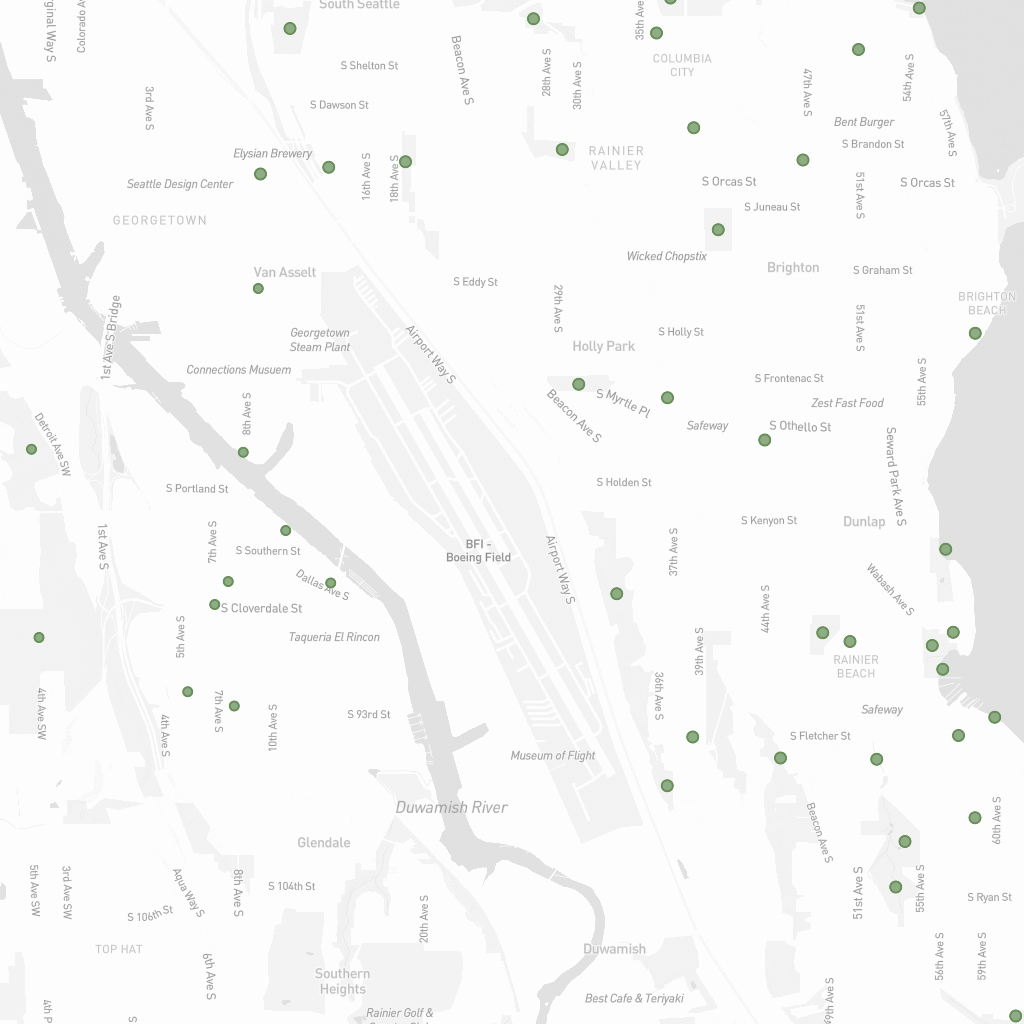 South Seattle
iginal Way S
Colorado A
35th Ave S
Beacon Ave S
S Shelton St
28th Ave S
30th Ave S
COLUMBIA
CITY
47th Ave S
54th Ave S
3rd Ave S
S Dawson St
Bent Burger
57th Ave S
S Brandon St
Elysian Brewery
16th Ave S
18th Ave S
RAINIER
VALLEY
Seattle Design Center
S Orcas St
51st Ave S
S Orcas St
S Juneau St
GEORGETOWN
Wicked Chopstix
Brighton
S Graham St
Van Asselt
S Eddy St
29th Ave S
BRIGHTON
BEACH
1st Ave S Bridge
Georgetown
Steam Plant
Airport Way S
S Holly St
51st Ave S
Holly Park
Connections Musuem
S Frontenac St
55th Ave S
8th Ave S
Beacon Ave S
S Myrtle Pl
Zest Fast Food
Detroit Ave SW
Safeway
S Othello St
Seward Park Ave S
S Portland St
S Holden St
1st Ave S
7th Ave S
S Kenyon St
Dunlap
S Southern St
BFI -
Boeing Field
Airport Way S
37th Ave S
Dallas Ave S
Wabash Ave S
S Cloverdale St
44th Ave S
5th Ave S
Taqueria El Rincon
39th Ave S
RAINIER
BEACH
4th Ave SW
7th Ave S
36th Ave S
4th Ave S
10th Ave S
S 93rd St
Safeway
S Fletcher St
Museum of Flight
Duwamish River
Beacon Ave S
60th Ave S
Glendale
5th Ave SW
3rd Ave SW
Aqua Way S
8th Ave S
S 104th St
51st Ave S
55th Ave S
S Ryan St
S 106th St
20th Ave S
TOP HAT
Duwamish
56th Ave S
59th Ave S
6th Ave S
Southern
Heights
Best Cafe & Teriyaki
49th Ave S
4th P
S
Rainier Golf &
Country Club